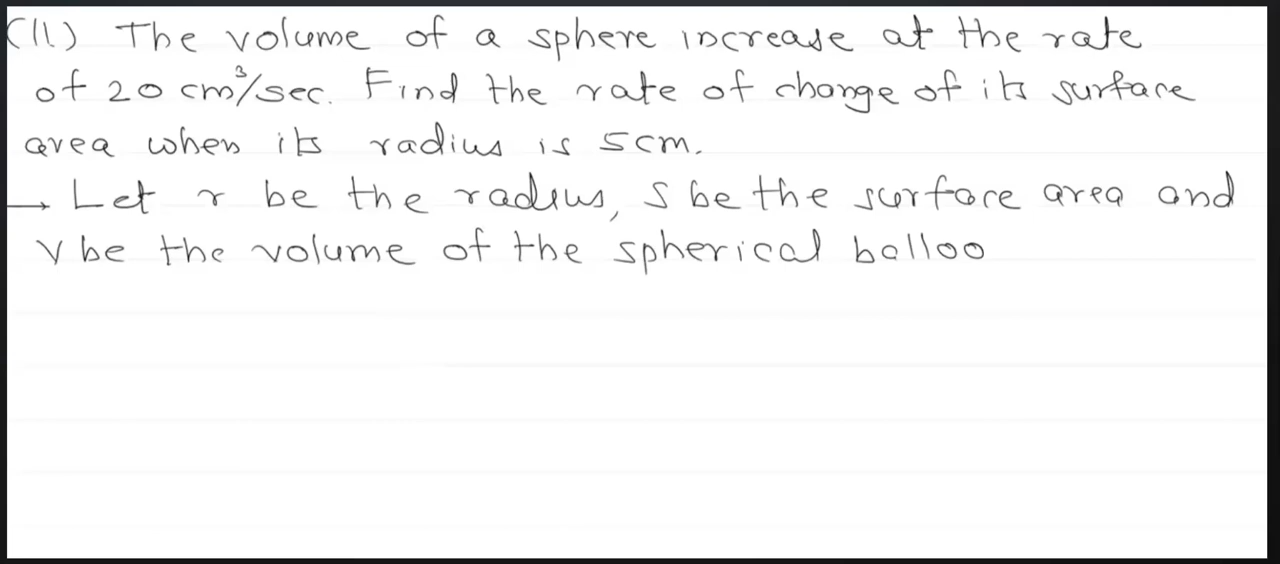 (11.) The volume of a sphere increase at the rate
of 20 cm³/sec. Find the rate of change of its surface
area when its radius is 5cm.
→ Let r be the radius, S be the surface area and
V be the volume of the spherical balloo